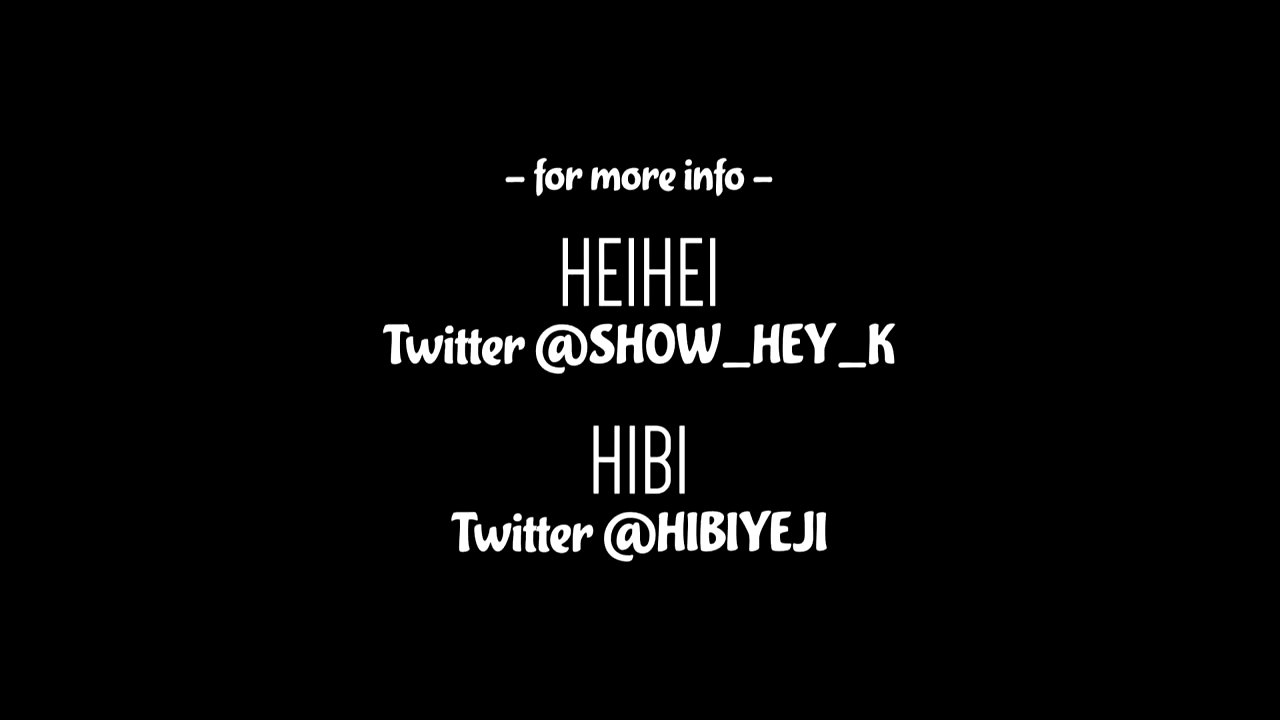 - for more info -
HEIHEI
Twitter @SHOW_HEY_K
HIBI
Twitter @HIBIYEJI